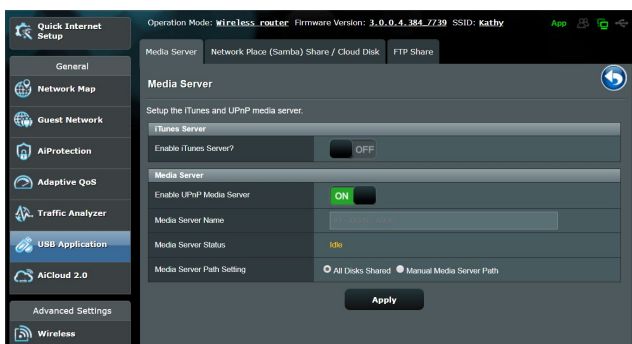 Quick Internet
Setup
Operation Mode: Wireless router Firmware Version: 3.0.0.4.384_7739 SSID: Kathy
App
Media Server
Network Place (Samba) Share / Cloud Disk
FTP Share
General
Network Map
Guest Network
AiProtection
Adaptive QoS
Traffic Analyzer
USB Application
AiCloud 2.0
Advanced Settings
Wireless
Media Server
Setup the iTunes and UPnP media server.
iTunes Server
Enable iTunes Server?
OFF
Media Server
Enable UPnP Media Server
ON
Media Server Name
Media Server Status
Idle
Media Server Path Setting
All Disks Shared
Manual Media Server Path
Apply